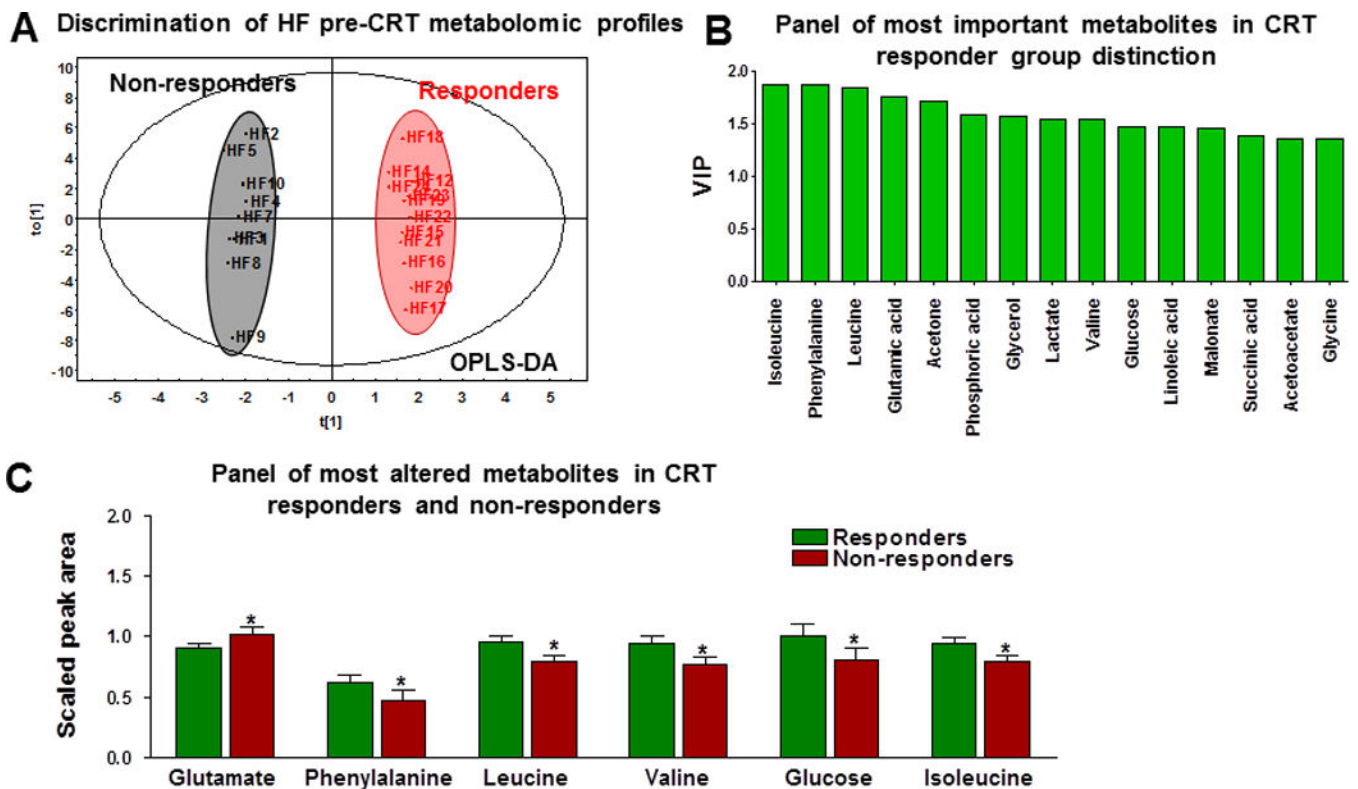 A Discrimination of HF pre-CRT metabolomic profiles
10
8
6
4
2
0
-2
-4
-6
-8
-10
to[1]
Non-responders
Responders
HF2
HF5
HF10
HF4
HF7
HF3
HF1
HF8
HF9
HF18
HF14
HF12
HF24
HF23
HF19
HF22
HF15
HF21
HF16
HF20
HF17
OPLS-DA
-5 -4 -3 -2 -1 0 1 2 3 4 5
t[1]
B Panel of most important metabolites in CRT
responder group distinction
2.0
1.5
1.0
0.5
0.0
VIP
Isoleucine
Phenylalanine
Leucine
Glutamic acid
Acetone
Phosphoric acid
Glycerol
Lactate
Valine
Glucose
Linoleic acid
Malonate
Succinic acid
Acetoacetate
Glycine
C Panel of most altered metabolites in CRT
responders and non-responders
2.0
1.5
1.0
0.5
0.0
Scaled peak area
Responders
Non-responders
* * * * * *
Glutamate Phenylalanine Leucine Valine Glucose Isoleucine